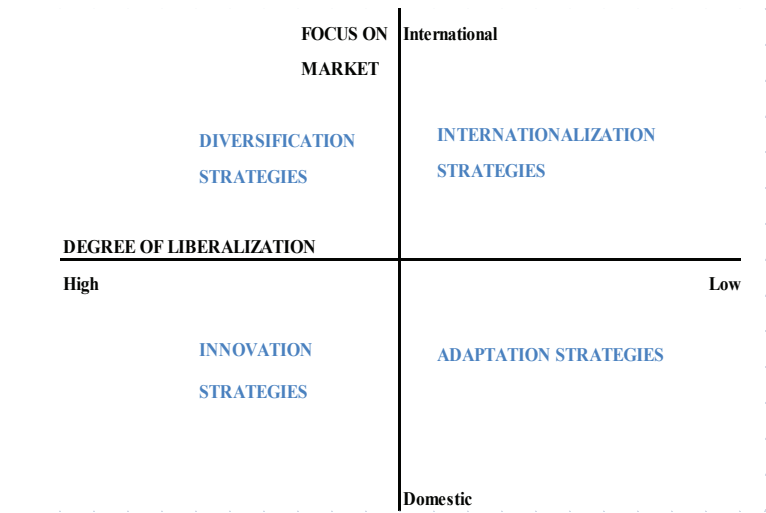 FOCUS ON International
MARKET
DIVERSIFICATION
STRATEGIES
INTERNATIONALIZATION
STRATEGIES
DEGREE OF LIBERALIZATION
High
Low
INNOVATION
STRATEGIES
ADAPTATION STRATEGIES
Domestic